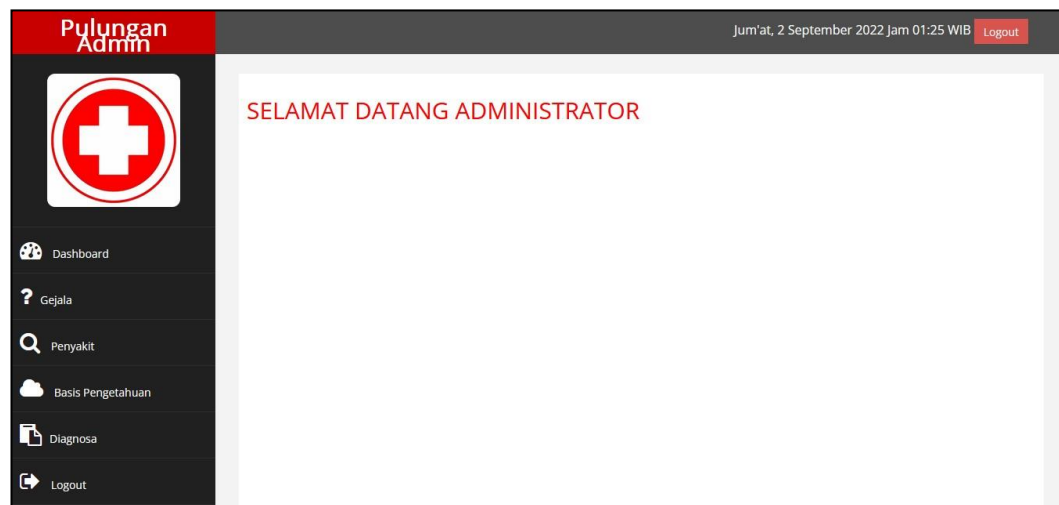 Pulungan
Admin
Jum'at, 2 September 2022 Jam 01:25 WIB
Logout
SELAMAT DATANG ADMINISTRATOR
Dashboard
? Gejala
Penyakit
Basis Pengetahuan
Diagnosa
Logout